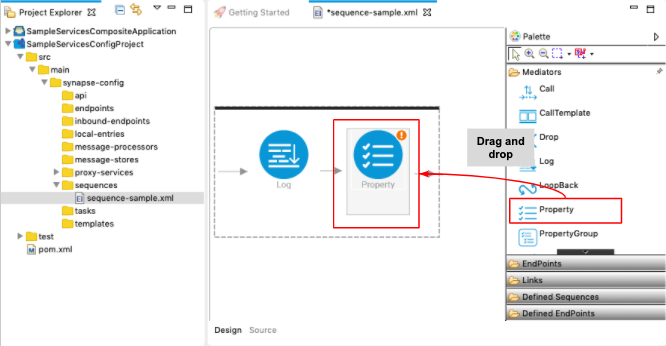 Project Explorer
SampleServicesCompositeApplication
SampleServicesConfigProject
src
main
synapse-config
api
endpoints
inbound-endpoints
local-entries
message-processors
message-stores
proxy-services
sequences
sequence-sample.xml
tasks
templates
test
pom.xml
Getting Started
*sequence-sample.xml
Log
Property
Design
Source
Drag and
drop
Palette
Mediators
Call
CallTemplate
Drop
Log
LoopBack
Property
PropertyGroup
EndPoints
Links
Defined Sequences
Defined EndPoints